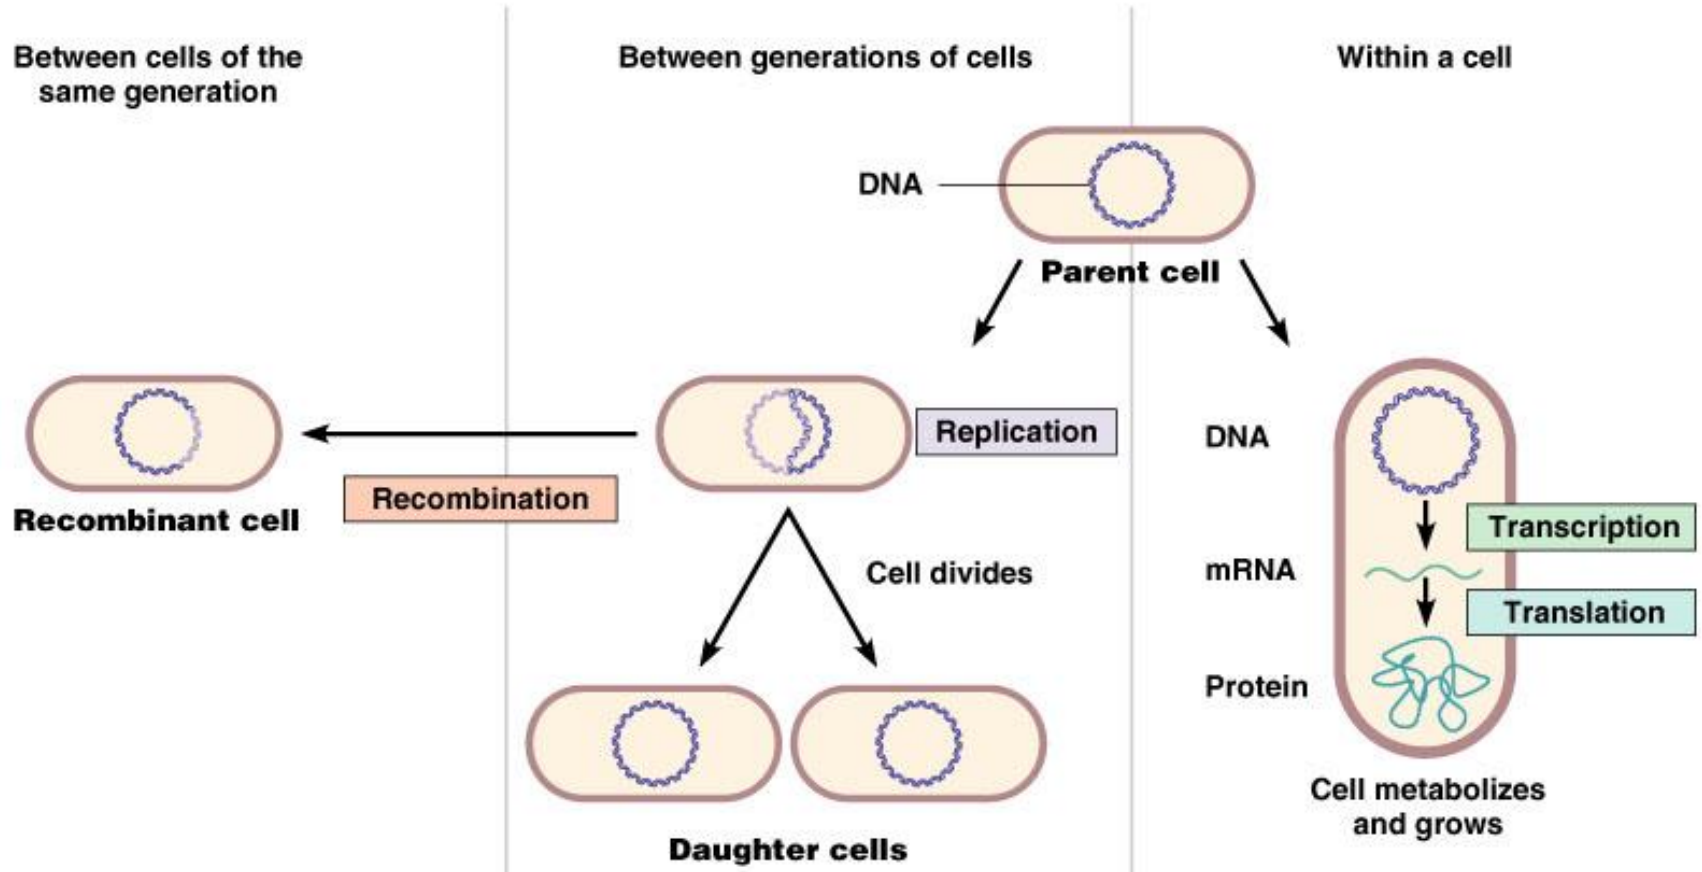 Between cells of the
same generation
Between generations of cells
Within a cell
DNA
Parent cell
Replication
Recombination
Recombinant cell
Cell divides
Daughter cells
DNA
Transcription
mRNA
Translation
Protein
Cell metabolizes
and grows